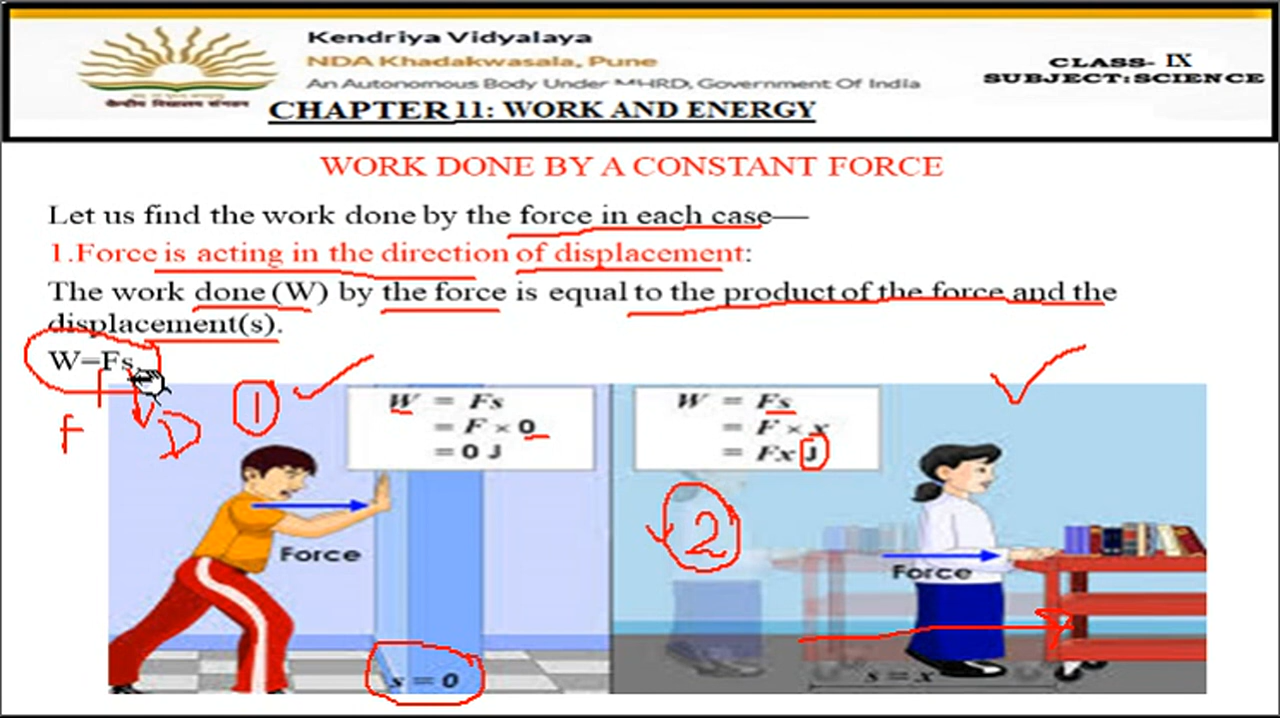 Kendriya Vidyalaya
NDA Khadakwasala, Pune
An Autonomous Body Under MHRD, Government Of India
केन्द्रीय विद्यालय संगठन
CLASS- IX
SUBJECT:SCIENCE
CHAPTER 11: WORK AND ENERGY
WORK DONE BY A CONSTANT FORCE
Let us find the work done by the force in each case—
1.Force is acting in the direction of displacement:
The work done (W) by the force is equal to the product of the force and the
displacement(s).
W=Fs
F D
1
W = Fs
= F × 0
= 0 J
Force
s = 0
W = Fs
= F × x
= Fx J
2
Force
s = x